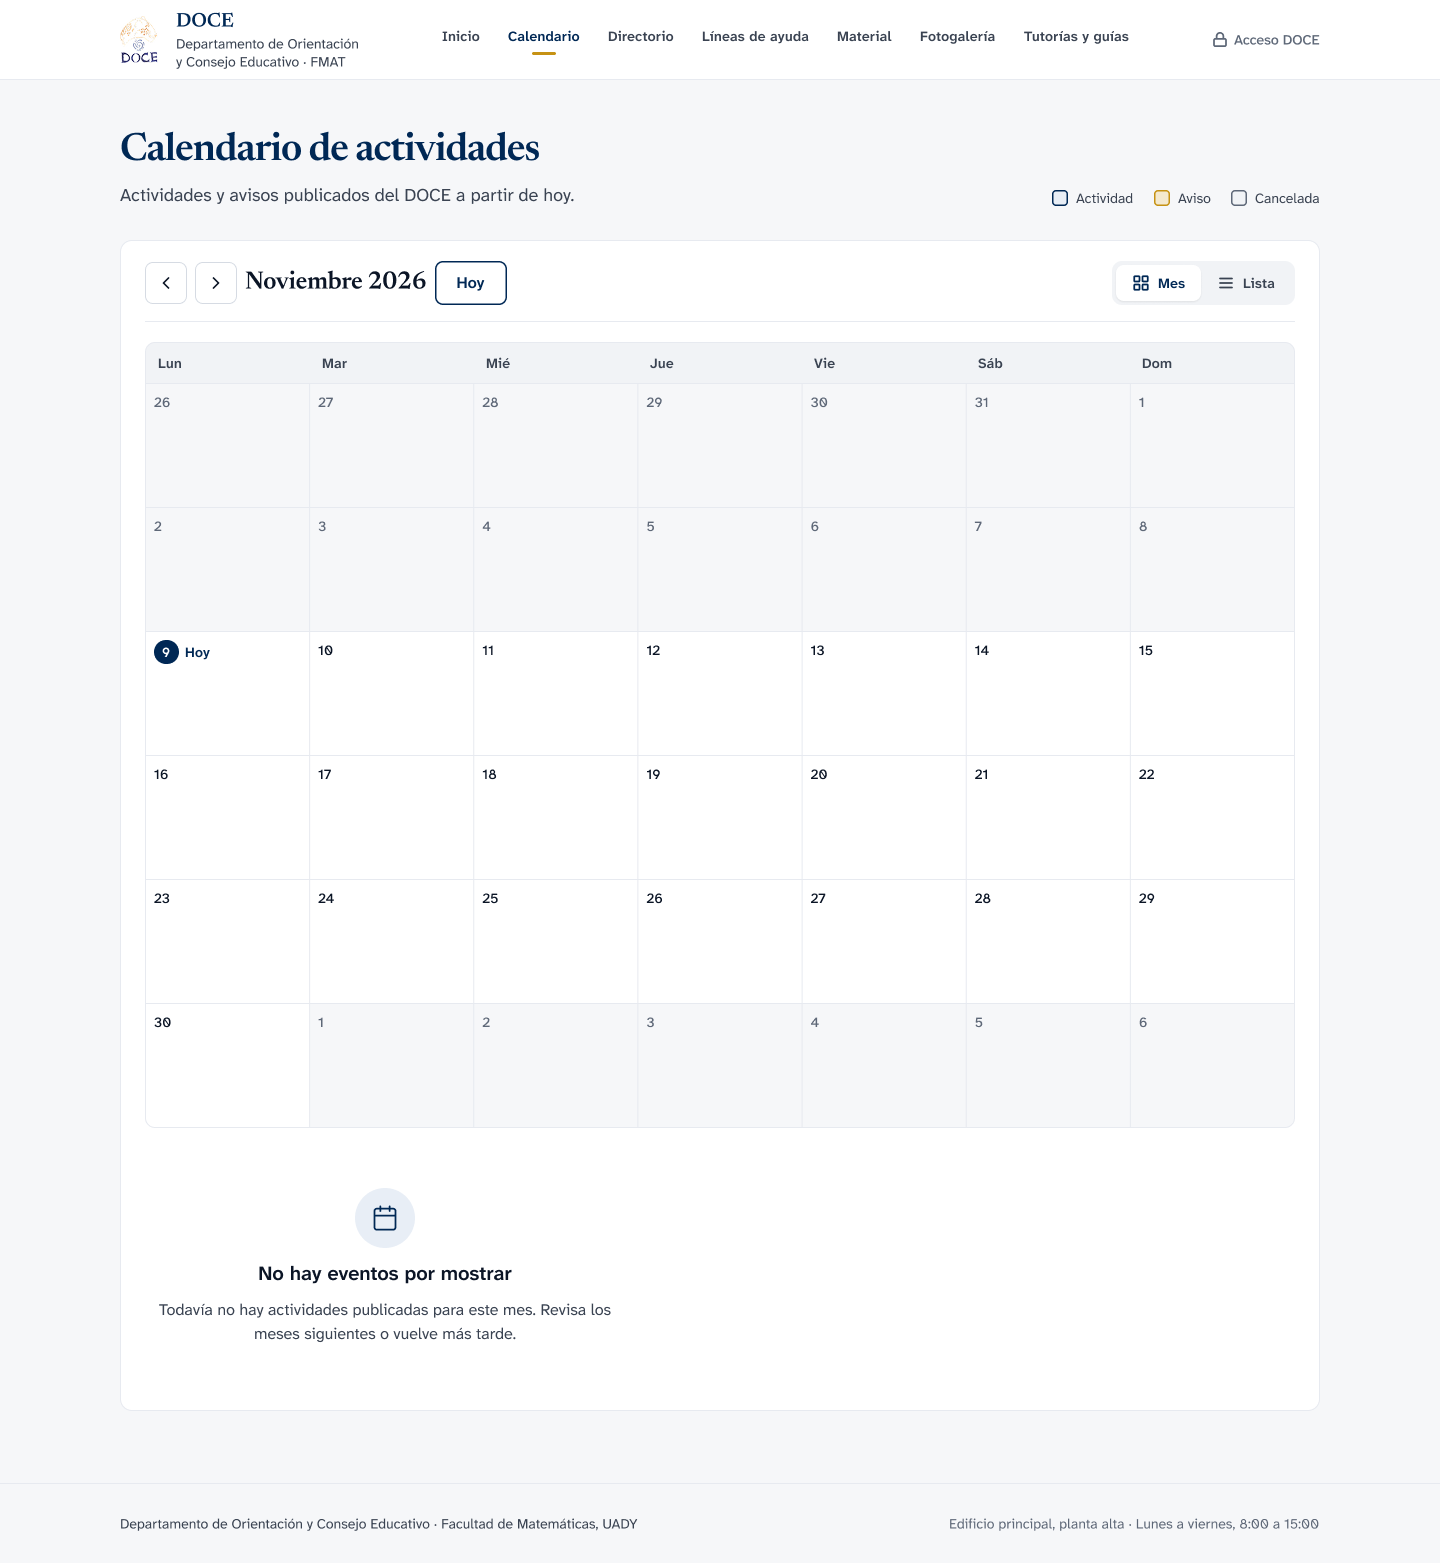 DOCE
DOCE
Departamento de Orientación
y Consejo Educativo · FMAT
Inicio
Calendario
Directorio
Líneas de ayuda
Material
Fotogalería
Tutorías y guías
Acceso DOCE
Calendario de actividades
Actividades y avisos publicados del DOCE a partir de hoy.
Actividad
Aviso
Cancelada
Noviembre 2026
Hoy
Mes
Lista
Lun Mar Mié Jue Vie Sáb Dom
26 27 28 29 30 31 1
2 3 4 5 6 7 8
9 Hoy 10 11 12 13 14 15
16 17 18 19 20 21 22
23 24 25 26 27 28 29
30 1 2 3 4 5 6
No hay eventos por mostrar
Todavía no hay actividades publicadas para este mes. Revisa los
meses siguientes o vuelve más tarde.
Departamento de Orientación y Consejo Educativo · Facultad de Matemáticas, UADY
Edificio principal, planta alta · Lunes a viernes, 8:00 a 15:00